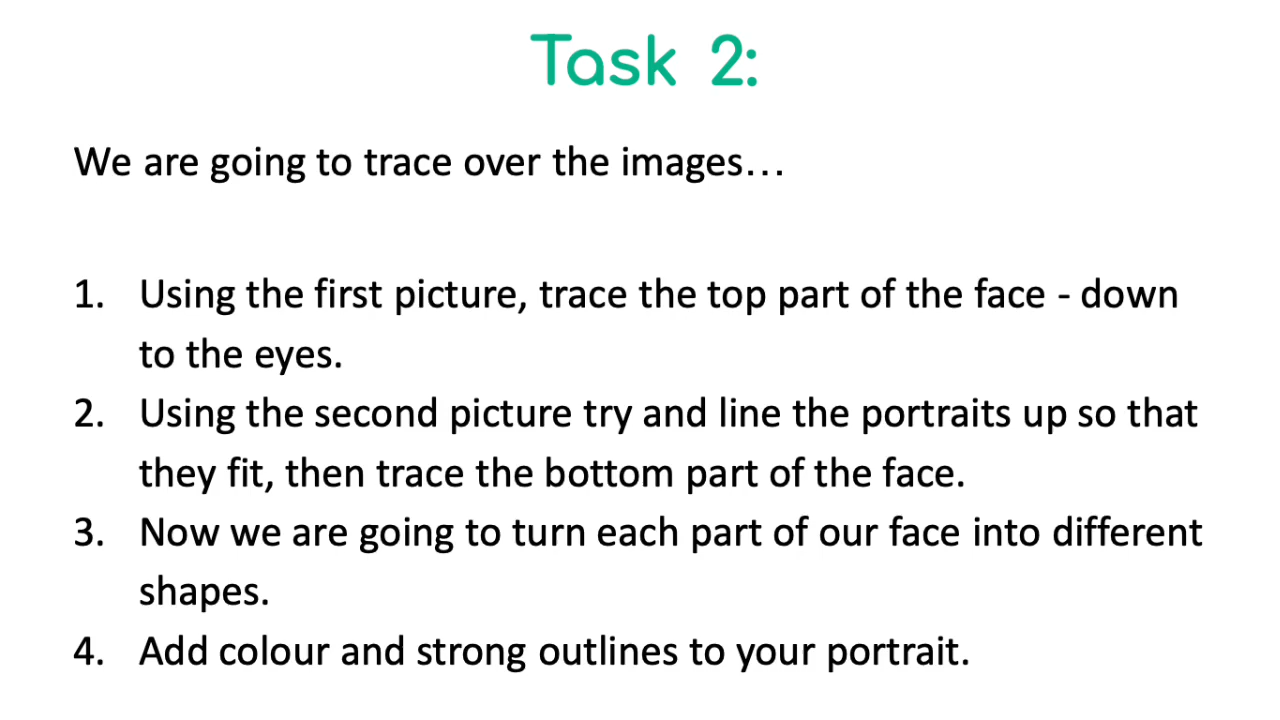 Task 2:
We are going to trace over the images…
1. Using the first picture, trace the top part of the face - down
to the eyes.
2. Using the second picture try and line the portraits up so that
they fit, then trace the bottom part of the face.
3. Now we are going to turn each part of our face into different
shapes.
4. Add colour and strong outlines to your portrait.